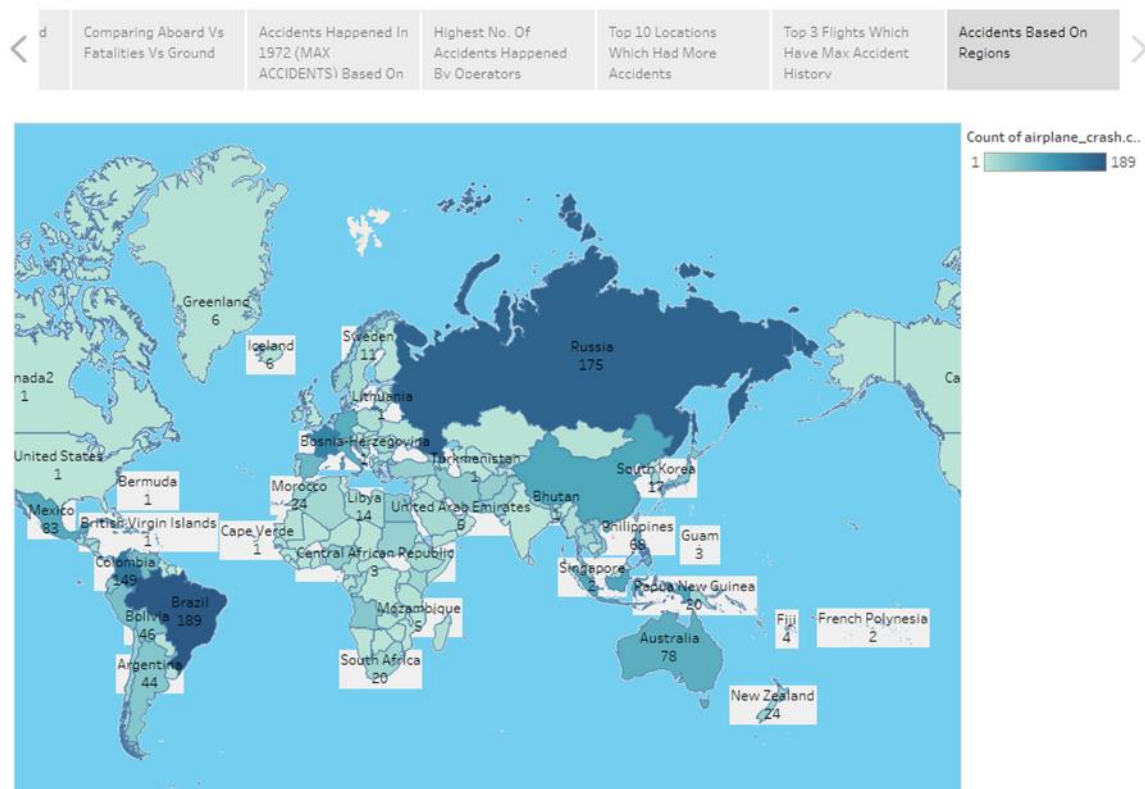 d
Comparing Aboard Vs
Fatalities Vs Ground
Accidents Happened In
1972 (MAX
ACCIDENTS) Based On
Highest No. Of
Accidents Happened
By Operators
Top 10 Locations
Which Had More
Accidents
Top 3 Flights Which
Have Max Accident
History
Accidents Based On
Regions
Count of airplane_crash.c..
1
189
Greenland
6
Iceland
6
Sweden
11
Russia
175
nada2
1
Ca
Lithuania
1
Bosnia-Herzegovina
1
United States
1
Turkmenistan
1
South Korea
17
Bermuda
1
Morocco
24
Libya
14
United Arab Emirates
6
Bhutan
1
Mexico
83
British Virgin Islands
1
Cape Verde
1
Philippines
Guam
3
Colombia
149
Central African Republic
3
Singapore
2
Papua New Guinea
20
Brazil
189
Bolivia
46
Mozambique
5
Fiji
4
French Polynesia
2
Argentina
44
South Africa
20
Australia
78
New Zealand
24